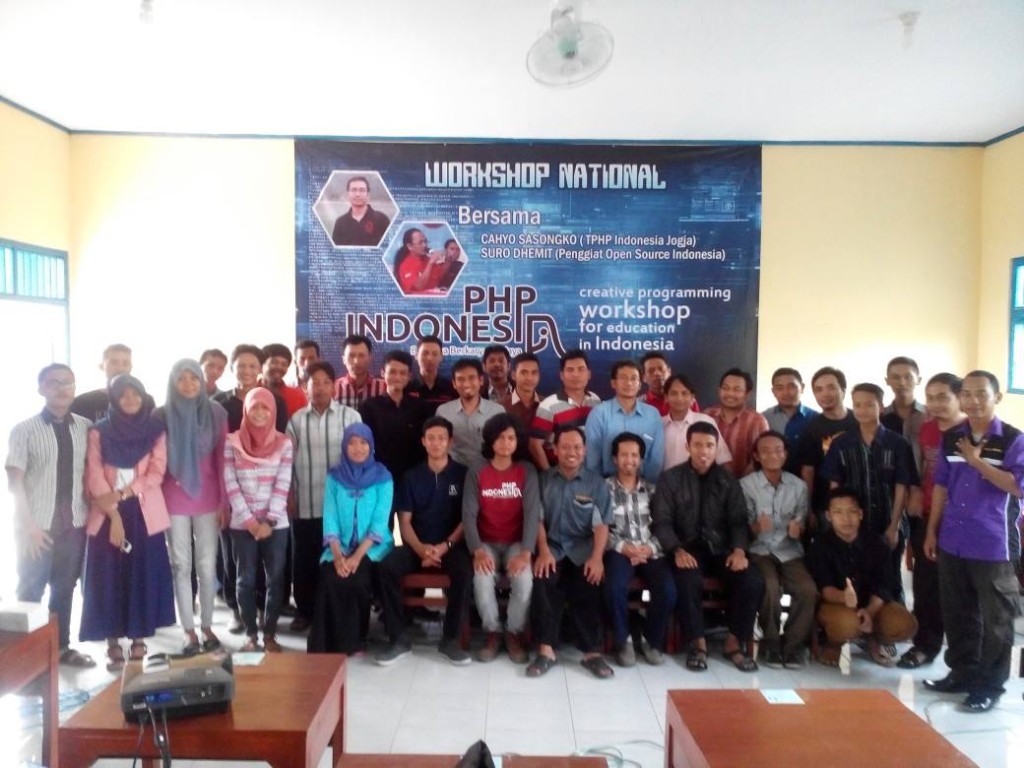 WORKSHOP NATIONAL
Bersama
CAHYO SASONGKO ( TPHP Indonesia Jogja)
SURO DHEMIT (Penggiat Open Source Indonesia)
PHP
INDONESIA
creative programming
workshop
for education
in Indonesia
PHP
INDONESIA